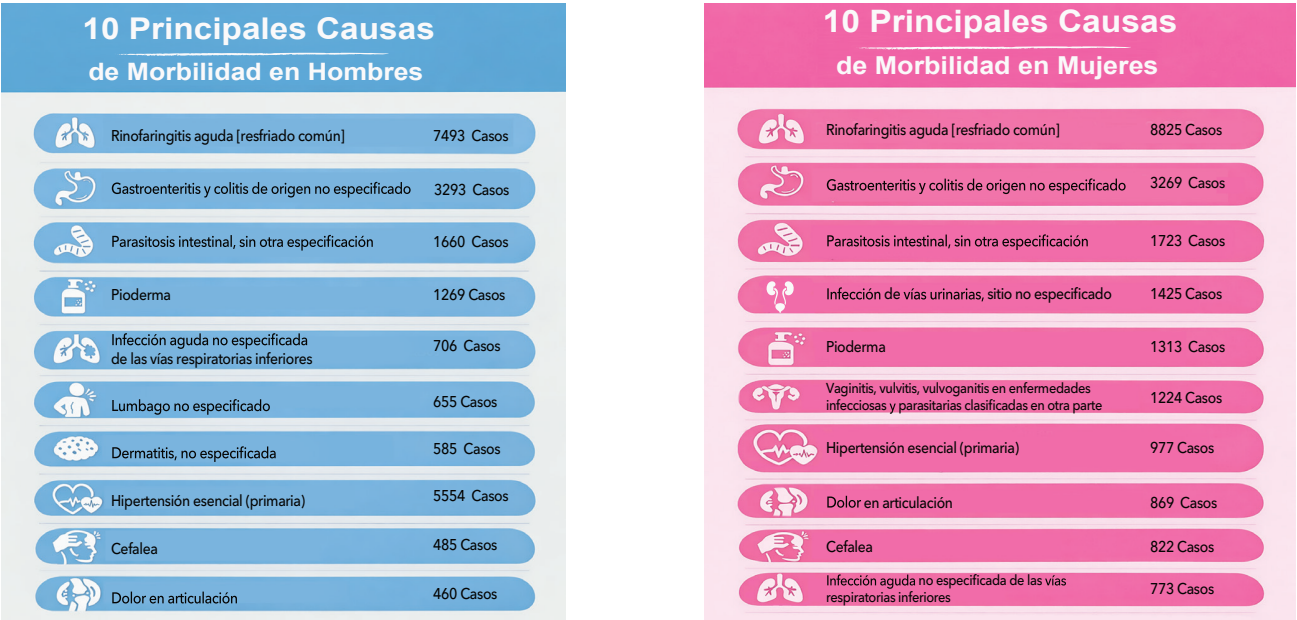 10 Principales Causas
de Morbilidad en Hombres
Rinofaringitis aguda [resfriado común] 7493 Casos
Gastroenteritis y colitis de origen no especificado 3293 Casos
Parasitosis intestinal, sin otra especificación 1660 Casos
Pioderma 1269 Casos
Infección aguda no especificada
de las vías respiratorias inferiores 706 Casos
Lumbago no especificado 655 Casos
Dermatitis, no especificada 585 Casos
Hipertensión esencial (primaria) 5554 Casos
Cefalea 485 Casos
Dolor en articulación 460 Casos
10 Principales Causas
de Morbilidad en Mujeres
Rinofaringitis aguda [resfriado común] 8825 Casos
Gastroenteritis y colitis de origen no especificado 3269 Casos
Parasitosis intestinal, sin otra especificación 1723 Casos
Infección de vías urinarias, sitio no especificado 1425 Casos
Pioderma 1313 Casos
Vaginitis, vulvitis, vulvoganitis en enfermedades
infecciosas y parasitarias clasificadas en otra parte 1224 Casos
Hipertensión esencial (primaria) 977 Casos
Dolor en articulación 869 Casos
Cefalea 822 Casos
Infección aguda no especificada de las vías
respiratorias inferiores 773 Casos